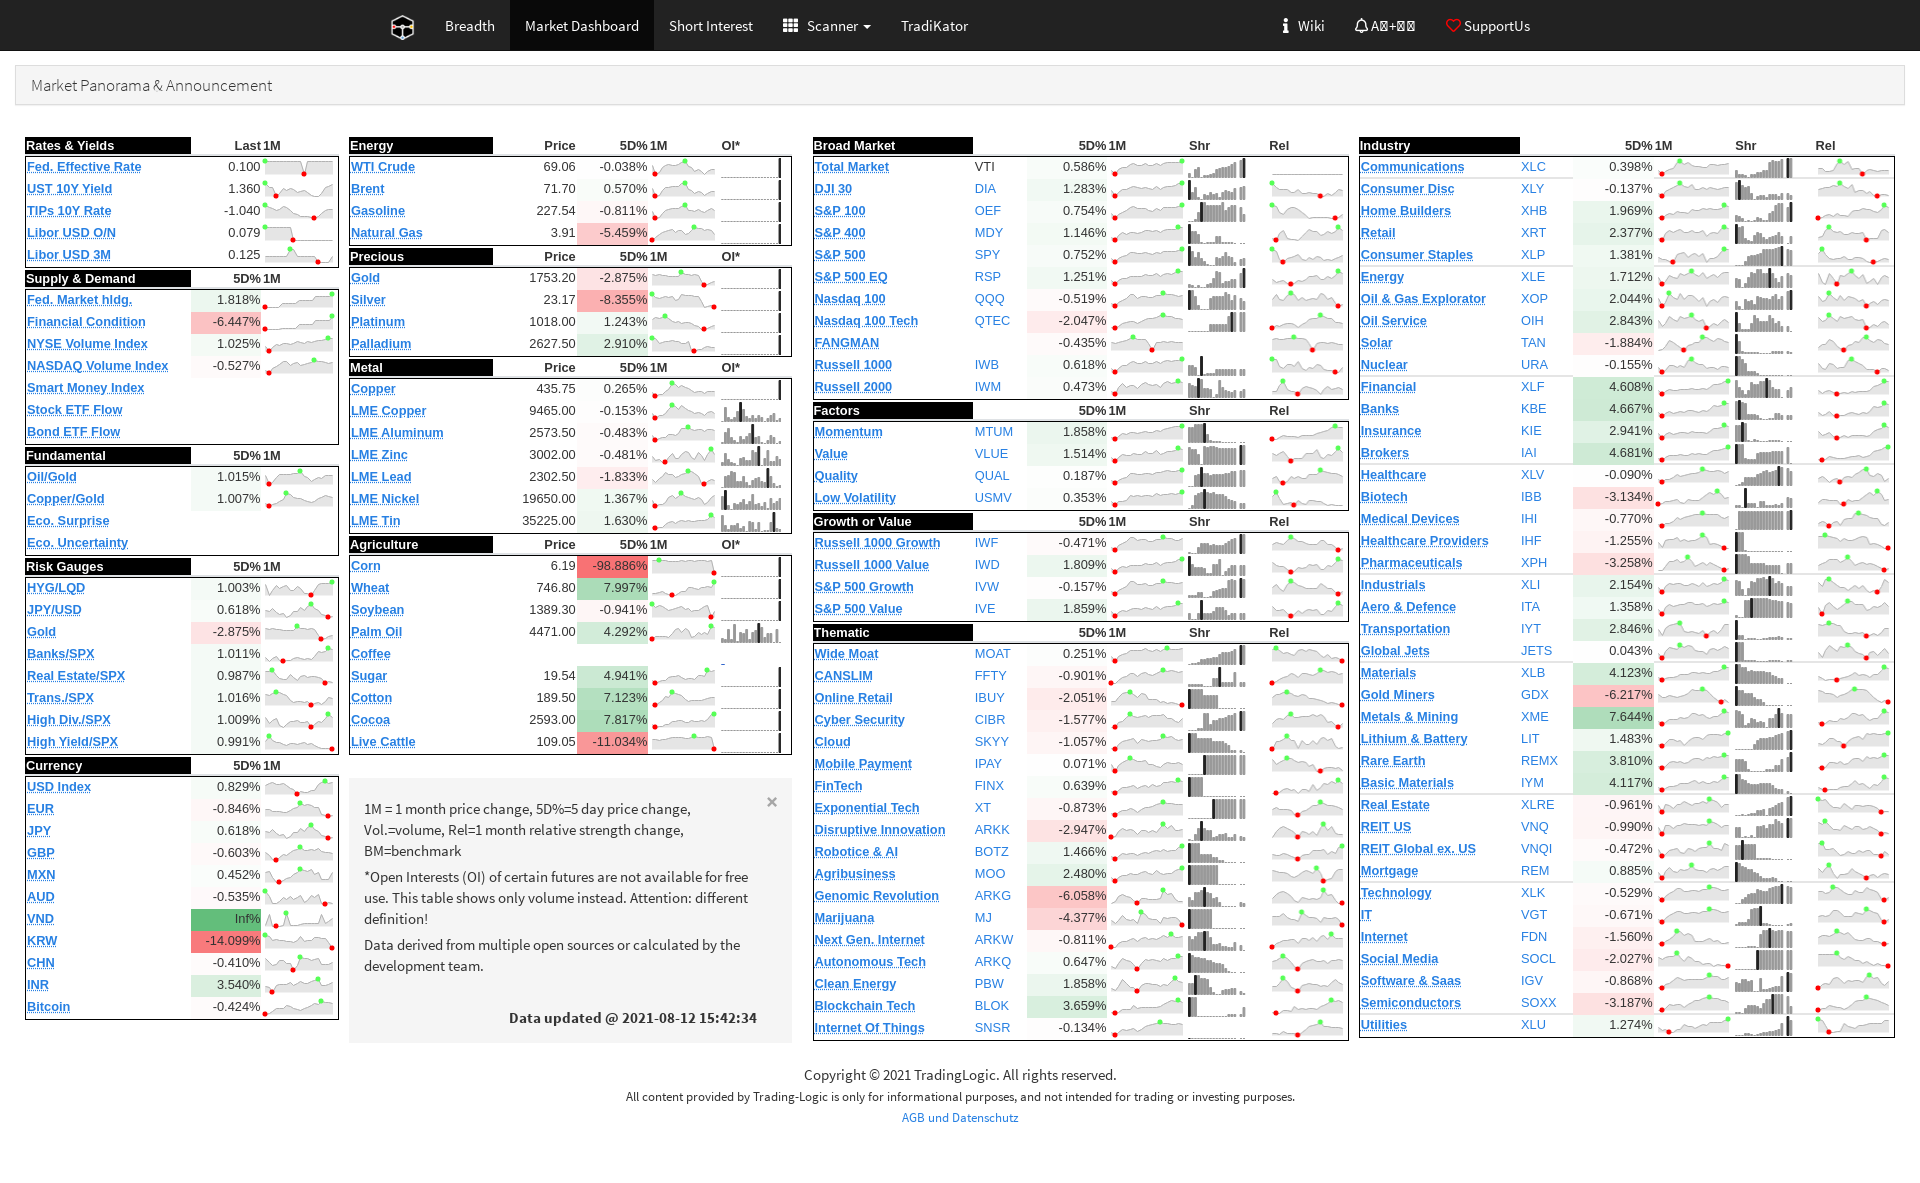 Breadth
Market Dashboard
Short Interest
Scanner
TradiKator
Wiki
SupportUs
Market Panorama & Announcement
Rates & Yields Last 1M
Fed. Effective Rate 0.100
UST 10Y Yield 1.360
TIPs 10Y Rate -1.040
Libor USD O/N 0.079
Libor USD 3M 0.125
Supply & Demand 5D% 1M
Fed. Market hldg. 1.818%
Financial Condition -6.447%
NYSE Volume Index 1.025%
NASDAQ Volume Index -0.527%
Smart Money Index
Stock ETF Flow
Bond ETF Flow
Fundamental 5D% 1M
Oil/Gold 1.015%
Copper/Gold 1.007%
Eco. Surprise
Eco. Uncertainty
Risk Gauges 5D% 1M
HYG/LQD 1.003%
JPY/USD 0.618%
Gold -2.875%
Banks/SPX 1.011%
Real Estate/SPX 0.987%
Trans./SPX 1.016%
High Div./SPX 1.009%
High Yield/SPX 0.991%
Currency 5D% 1M
USD Index 0.829%
EUR -0.846%
JPY 0.618%
GBP -0.603%
MXN 0.452%
AUD -0.535%
VND Inf%
KRW -14.099%
CHN -0.410%
INR 3.540%
Bitcoin -0.424%
Energy Price 5D% 1M OI*
WTI Crude 69.06 -0.038%
Brent 71.70 0.570%
Gasoline 227.54 -0.811%
Natural Gas 3.91 -5.459%
Precious Price 5D% 1M OI*
Gold 1753.20 -2.875%
Silver 23.17 -8.355%
Platinum 1018.00 1.243%
Palladium 2627.50 2.910%
Metal Price 5D% 1M OI*
Copper 435.75 0.265%
LME Copper 9465.00 -0.153%
LME Aluminum 2573.50 -0.483%
LME Zinc 3002.00 -0.481%
LME Lead 2302.50 -1.833%
LME Nickel 19650.00 1.367%
LME Tin 35225.00 1.630%
Agriculture Price 5D% 1M OI*
Corn 6.19 -98.886%
Wheat 746.80 7.997%
Soybean 1389.30 -0.941%
Palm Oil 4471.00 4.292%
Coffee -
Sugar 19.54 4.941%
Cotton 189.50 7.123%
Cocoa 2593.00 7.817%
Live Cattle 109.05 -11.034%
×
1M = 1 month price change, 5D%=5 day price change,
Vol.=volume, Rel=1 month relative strength change,
BM=benchmark
*Open Interests (OI) of certain futures are not available for free
use. This table shows only volume instead. Attention: different
definition!
Data derived from multiple open sources or calculated by the
development team.
Data updated @ 2021-08-12 15:42:34
Broad Market 5D% 1M Shr Rel
Total Market VTI 0.586%
DJI 30 DIA 1.283%
S&P 100 OEF 0.754%
S&P 400 MDY 1.146%
S&P 500 SPY 0.752%
S&P 500 EQ RSP 1.251%
Nasdaq 100 QQQ -0.519%
Nasdaq 100 Tech QTEC -2.047%
FANGMAN -0.435%
Russell 1000 IWB 0.618%
Russell 2000 IWM 0.473%
Factors 5D% 1M Shr Rel
Momentum MTUM 1.858%
Value VLUE 1.514%
Quality QUAL 0.187%
Low Volatility USMV 0.353%
Growth or Value 5D% 1M Shr Rel
Russell 1000 Growth IWF -0.471%
Russell 1000 Value IWD 1.809%
S&P 500 Growth IVW -0.157%
S&P 500 Value IVE 1.859%
Thematic 5D% 1M Shr Rel
Wide Moat MOAT 0.251%
CANSLIM FFTY -0.901%
Online Retail IBUY -2.051%
Cyber Security CIBR -1.577%
Cloud SKYY -1.057%
Mobile Payment IPAY 0.071%
FinTech FINX 0.639%
Exponential Tech XT -0.873%
Disruptive Innovation ARKK -2.947%
Robotice & AI BOTZ 1.466%
Agribusiness MOO 2.480%
Genomic Revolution ARKG -6.058%
Marijuana MJ -4.377%
Next Gen. Internet ARKW -0.811%
Autonomous Tech ARKQ 0.647%
Clean Energy PBW 1.858%
Blockchain Tech BLOK 3.659%
Internet Of Things SNSR -0.134%
Industry 5D% 1M Shr Rel
Communications XLC 0.398%
Consumer Disc XLY -0.137%
Home Builders XHB 1.969%
Retail XRT 2.377%
Consumer Staples XLP 1.381%
Energy XLE 1.712%
Oil & Gas Explorator XOP 2.044%
Oil Service OIH 2.843%
Solar TAN -1.884%
Nuclear URA -0.155%
Financial XLF 4.608%
Banks KBE 4.667%
Insurance KIE 2.941%
Brokers IAI 4.681%
Healthcare XLV -0.090%
Biotech IBB -3.134%
Medical Devices IHI -0.770%
Healthcare Providers IHF -1.255%
Pharmaceuticals XPH -3.258%
Industrials XLI 2.154%
Aero & Defence ITA 1.358%
Transportation IYT 2.846%
Global Jets JETS 0.043%
Materials XLB 4.123%
Gold Miners GDX -6.217%
Metals & Mining XME 7.644%
Lithium & Battery LIT 1.483%
Rare Earth REMX 3.810%
Basic Materials IYM 4.117%
Real Estate XLRE -0.961%
REIT US VNQ -0.990%
REIT Global ex. US VNQI -0.472%
Mortgage REM 0.885%
Technology XLK -0.529%
IT VGT -0.671%
Internet FDN -1.560%
Social Media SOCL -2.027%
Software & Saas IGV -0.868%
Semiconductors SOXX -3.187%
Utilities XLU 1.274%
Copyright © 2021 TradingLogic. All rights reserved.
All content provided by Trading-Logic is only for informational purposes, and not intended for trading or investing purposes.
AGB und Datenschutz